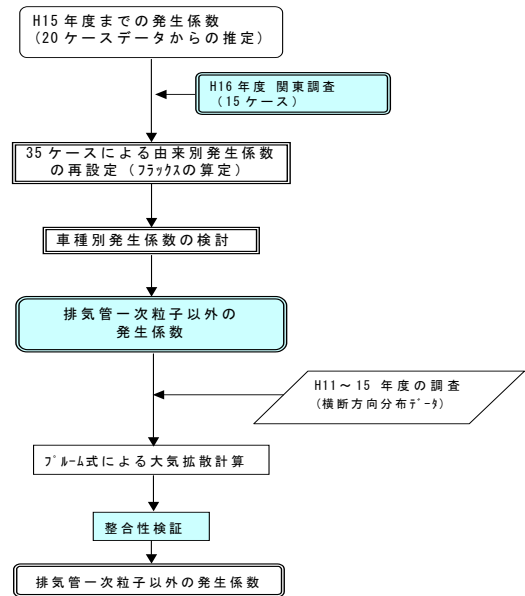 H15年度までの発生係数
(20ケースデータからの推定)
H16年度 関東調査
(15ケース)
35ケースによる由来別発生係数
の再設定(フラックスの算定)
車種別発生係数の検討
排気管一次粒子以外の
発生係数
H11～15 年度の調査
(横断方向分布データ)
プルーム式による大気拡散計算
整合性検証
排気管一次粒子以外の発生係数